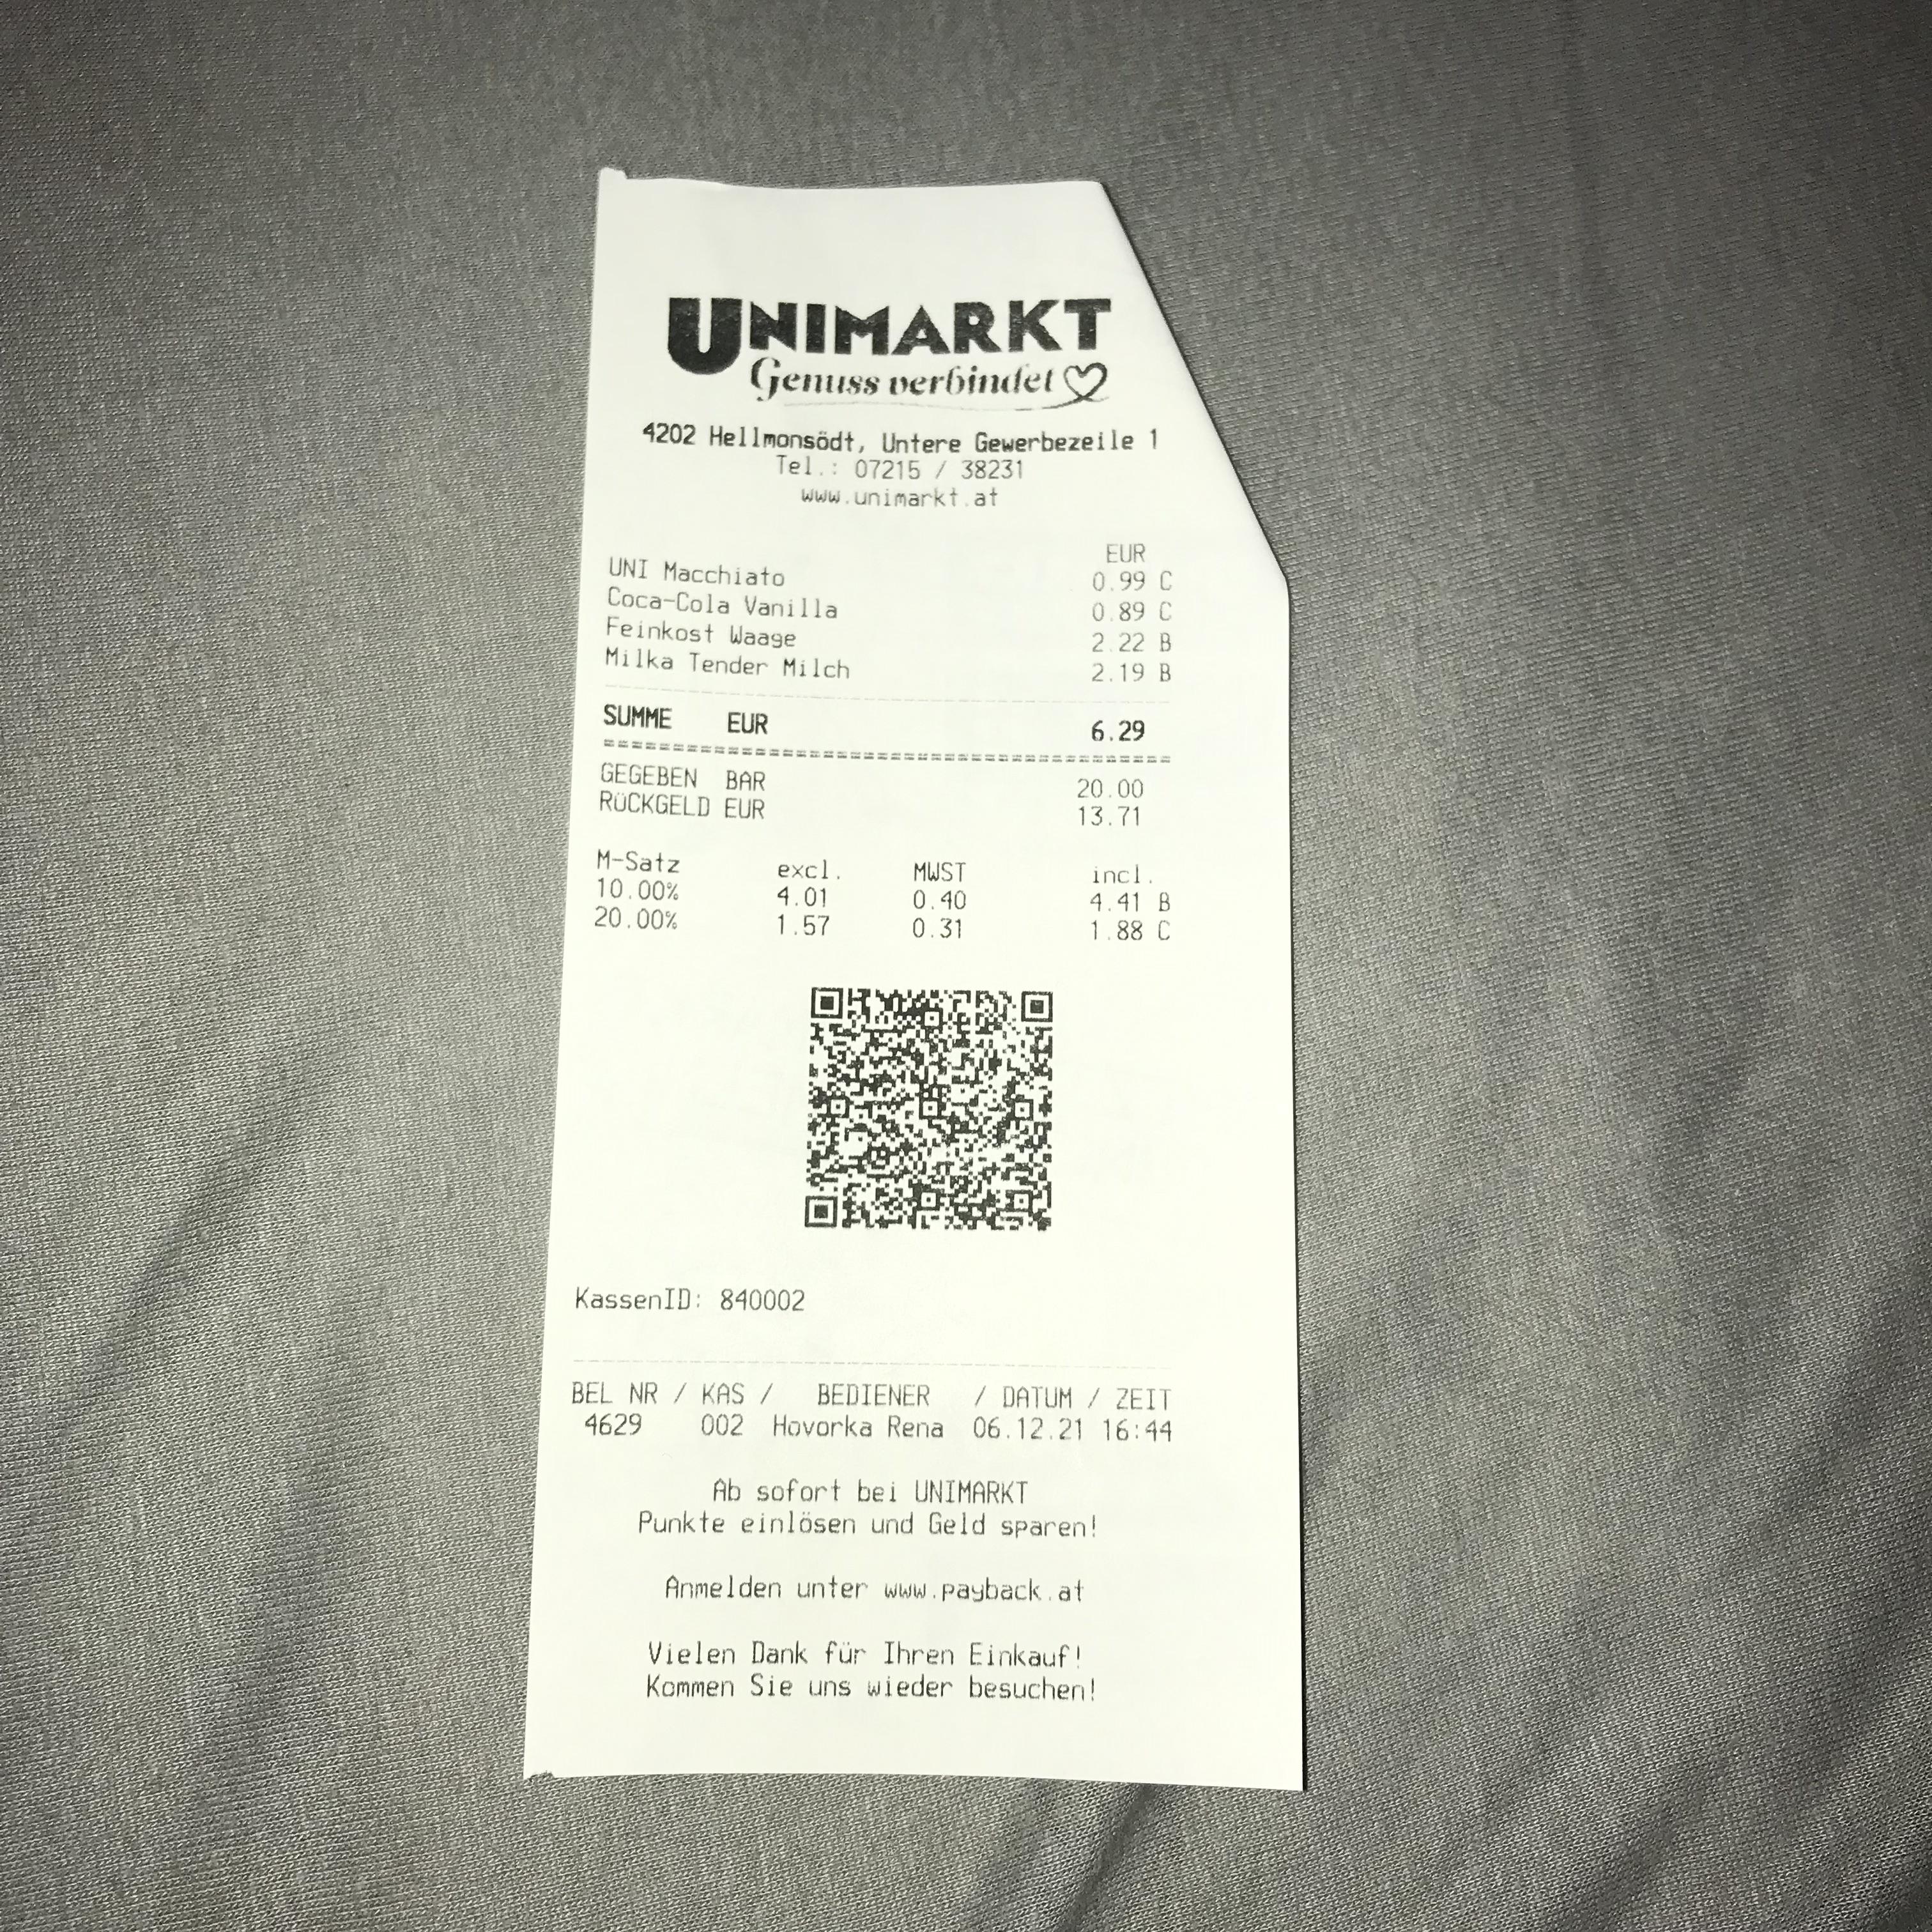 UNIMARKT
Genuss verbindet
4202 Hellmonsödt, Untere Gewerbezeile 1
Tel.: 07215 / 38231
www.unimarkt.at
EUR
UNI Macchiato 0.99 C
Coca-Cola Vanilla 0.89 C
Feinkost Waage 2.22 B
Milka Tender Milch 2.19 B
SUMME EUR 6.29
GEGEBEN BAR 20.00
RÜCKGELD EUR 13.71
M-Satz excl. MWST incl.
10.00% 4.01 0.40 4.41 B
20.00% 1.57 0.31 1.88 C
KassenID: 840002
BEL NR / KAS / BEDIENER / DATUM / ZEIT
4629 002 Hovorka Rena 06.12.21 16:44
Ab sofort bei UNIMARKT
Punkte einlösen und Geld sparen!
Anmelden unter www.payback.at
Vielen Dank für Ihren Einkauf!
Kommen Sie uns wieder besuchen!